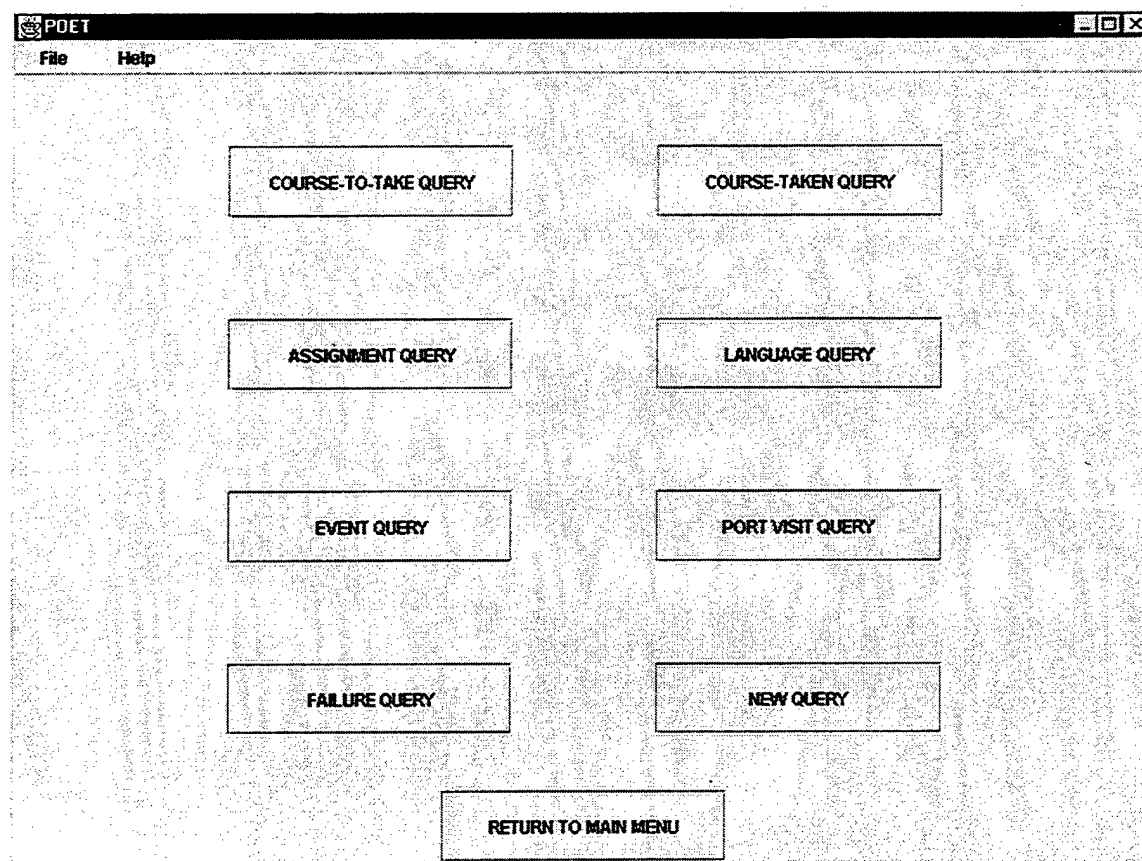 POET
File Help
COURSE-TO-TAKE QUERY COURSE-TAKEN QUERY
ASSIGNMENT QUERY LANGUAGE QUERY
EVENT QUERY PORT VISIT QUERY
FAILURE QUERY NEW QUERY
RETURN TO MAIN MENU